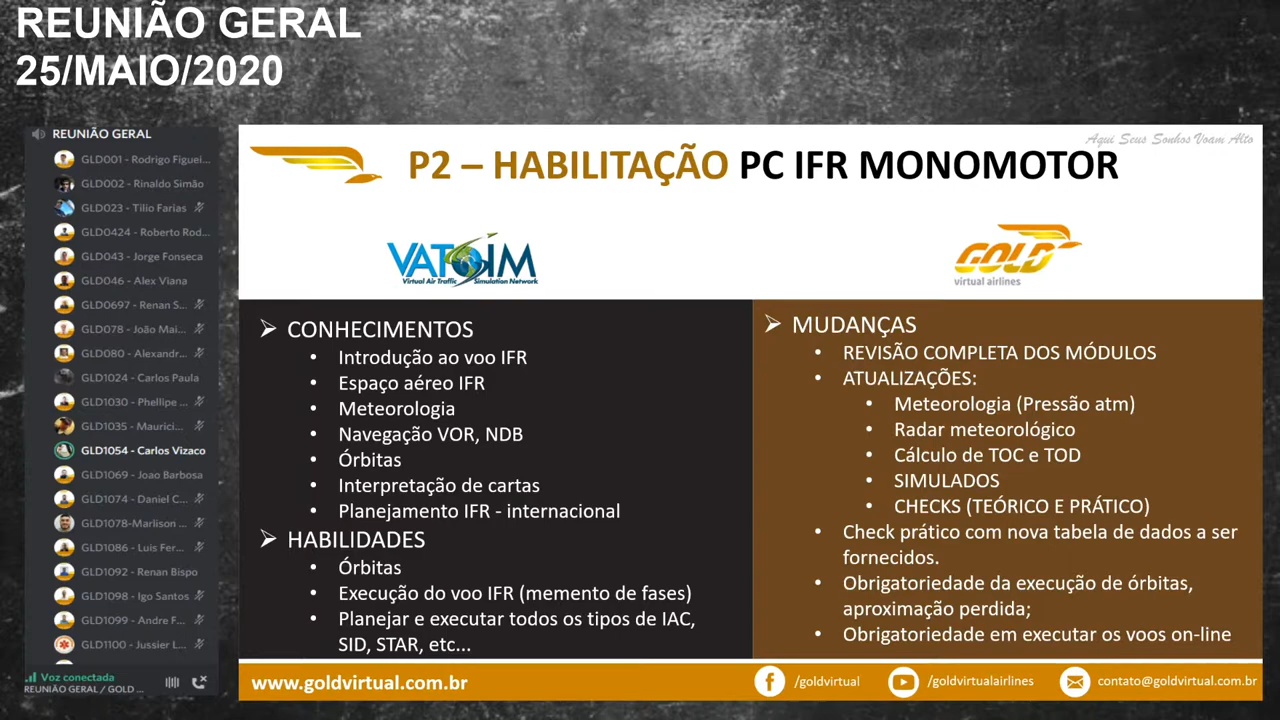 REUNIÃO GERAL
25/MAIO/2020
REUNIÃO GERAL
GLD001 - Rodrigo Figuei...
GLD002 - Rinaldo Simão
GLD023 - Tilio Farias
GLD0424 - Roberto Rod...
GLD043 - Jorge Fonseca
GLD046 - Alex Viana
GLD0697 - Renan S...
GLD078 - João Mai...
GLD080 - Alexandr...
GLD1024 - Carlos Paula
GLD1030 - Phellipe ...
GLD1035 - Maurici...
GLD1054 - Carlos Vizaco
GLD1069 - Joao Barbosa
GLD1074 - Daniel C...
GLD1078-Marlison ...
GLD1086 - Luis Fer...
GLD1092 - Renan Bispo
GLD1098 - Igo Santos
GLD1099 - Andre F...
GLD1100 - Jussier L...
Voz conectada
REUNIÃO GERAL / GOLD ...
Aqui Seus Sonhos Voam Alto
P2 – HABILITAÇÃO PC IFR MONOMOTOR
VATSIM
Virtual Air Traffic Simulation Network
GOLD
virtual airlines
CONHECIMENTOS
• Introdução ao voo IFR
• Espaço aéreo IFR
• Meteorologia
• Navegação VOR, NDB
• Órbitas
• Interpretação de cartas
• Planejamento IFR - internacional
HABILIDADES
• Órbitas
• Execução do voo IFR (memento de fases)
• Planejar e executar todos os tipos de IAC,
SID, STAR, etc...
MUDANÇAS
• REVISÃO COMPLETA DOS MÓDULOS
• ATUALIZAÇÕES:
• Meteorologia (Pressão atm)
• Radar meteorológico
• Cálculo de TOC e TOD
• SIMULADOS
• CHECKS (TEÓRICO E PRÁTICO)
• Check prático com nova tabela de dados a ser
fornecidos.
• Obrigatoriedade da execução de órbitas,
aproximação perdida;
• Obrigatoriedade em executar os voos on-line
www.goldvirtual.com.br
/goldvirtual
/goldvirtualairlines
contato@goldvirtual.com.br